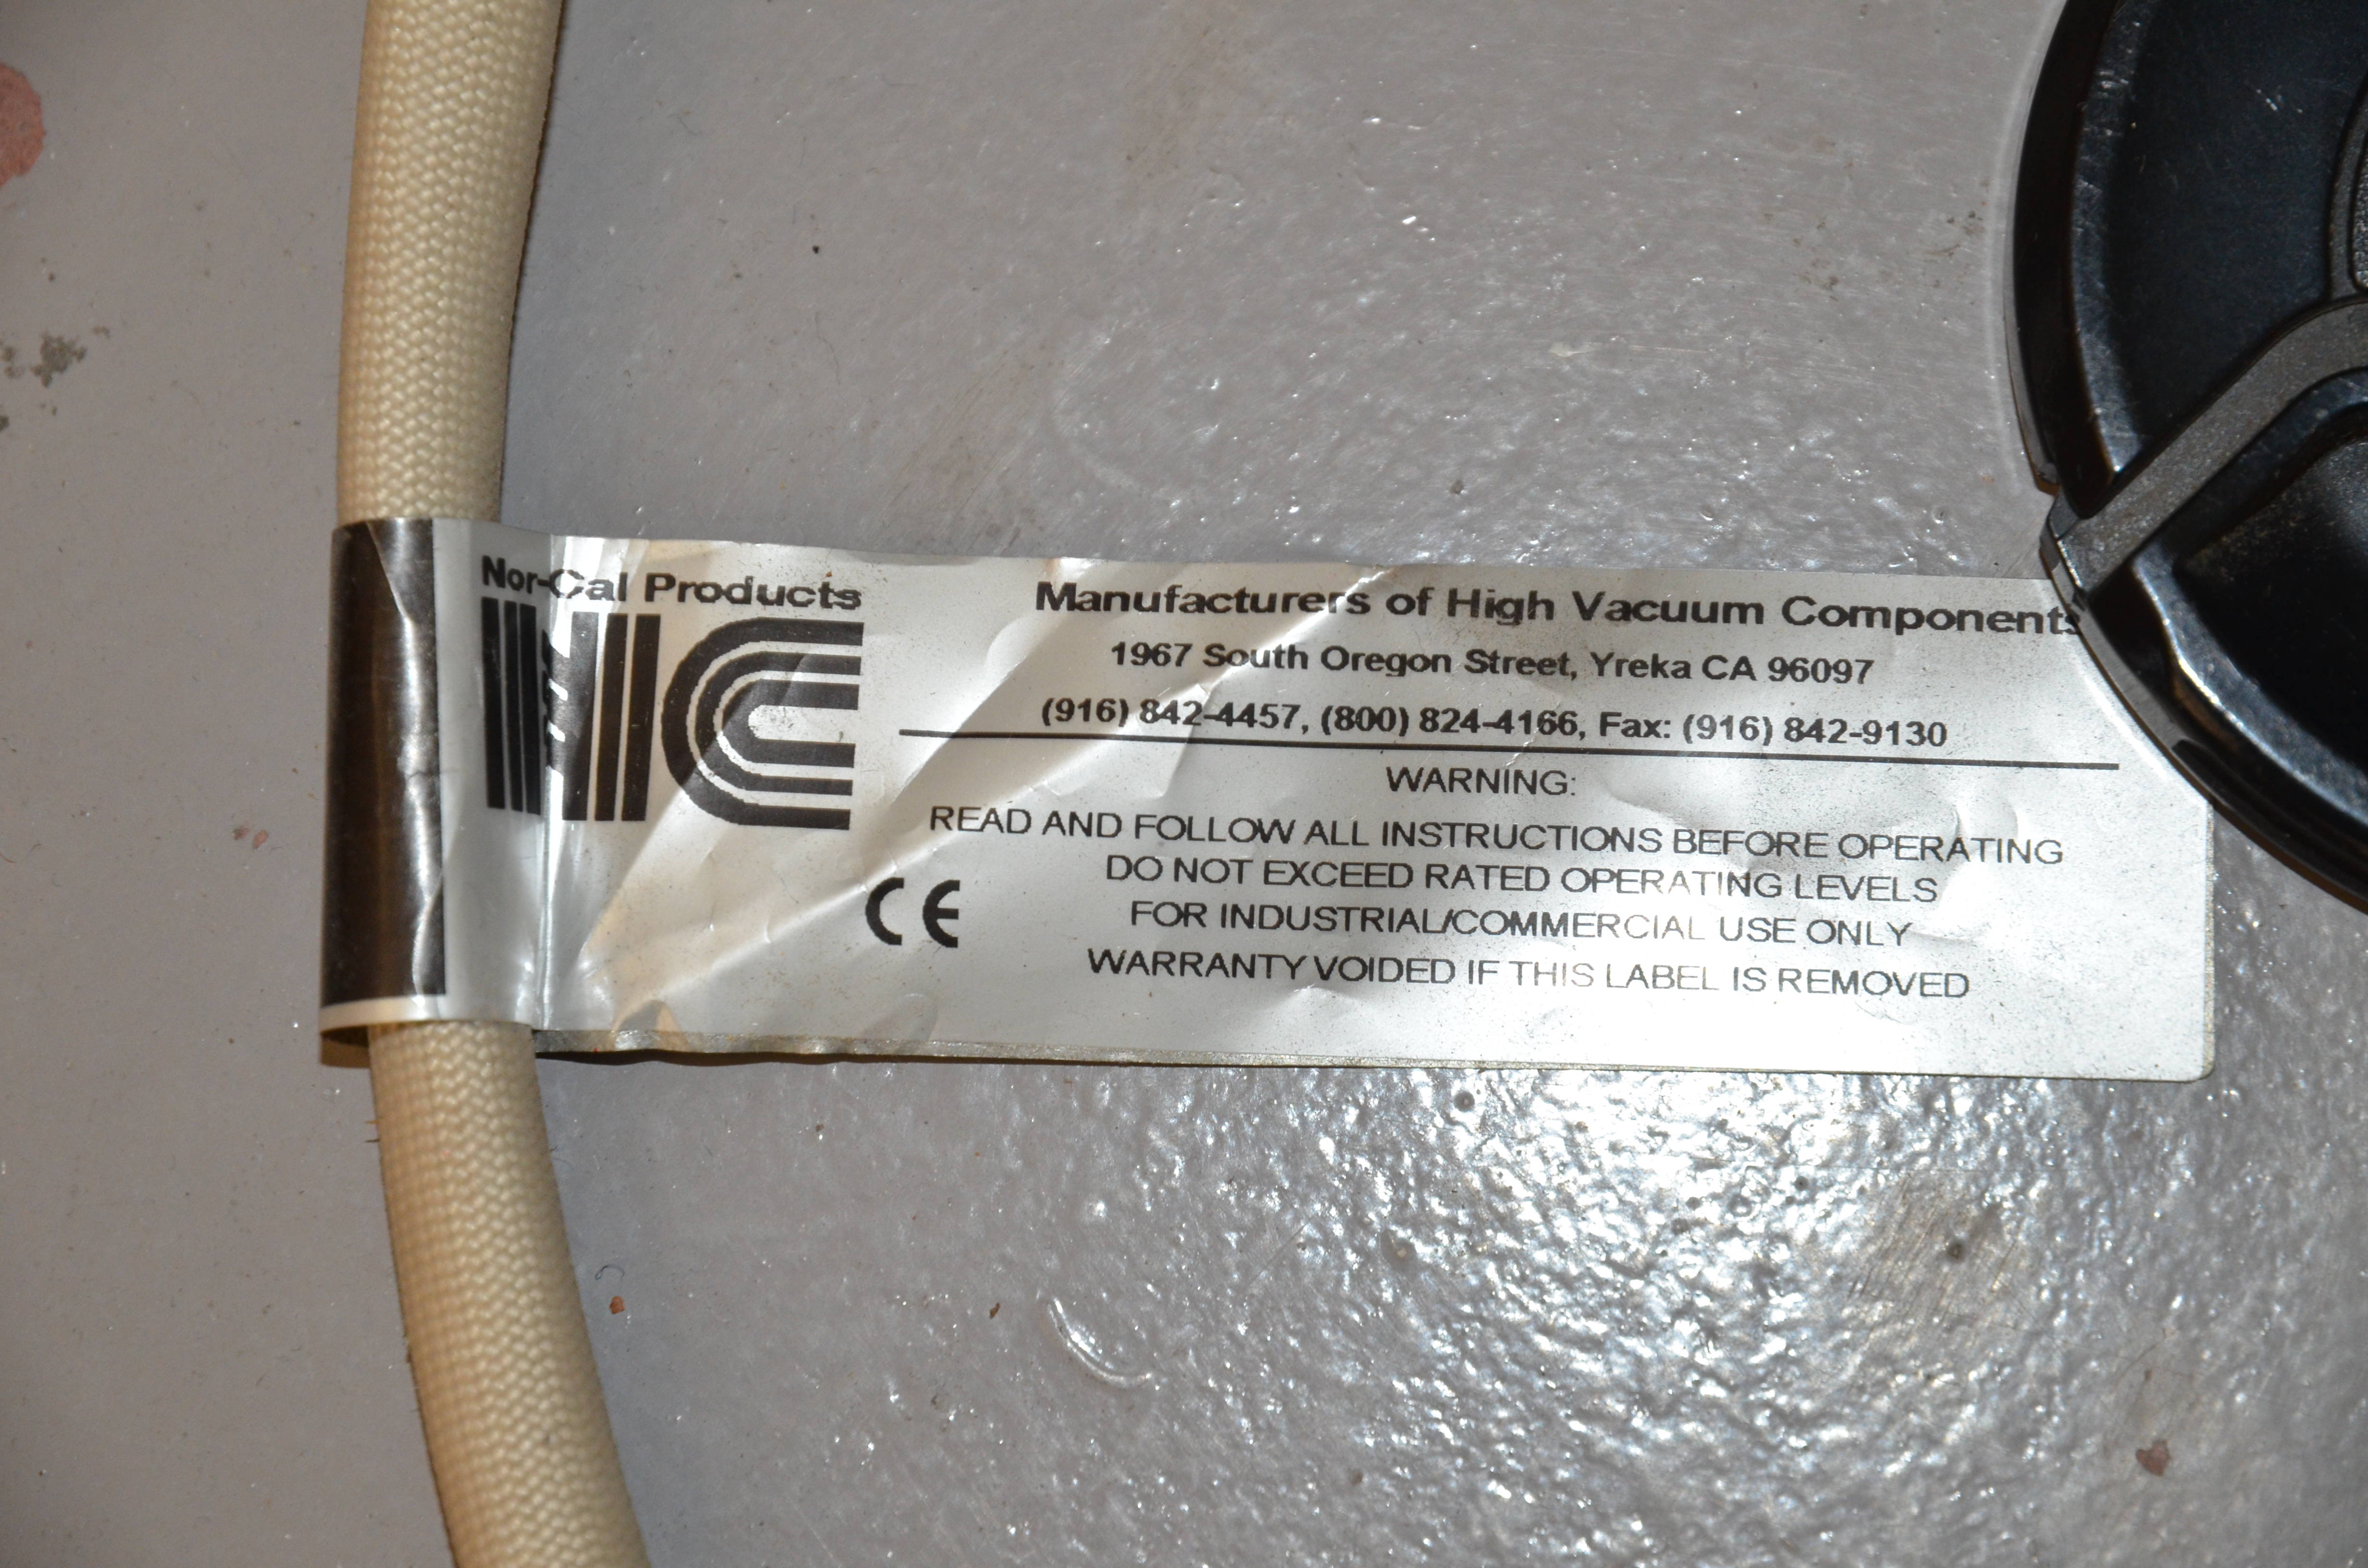 Nor-Cal Products
NC
CE
Manufacturers of High Vacuum Components
1967 South Oregon Street, Yreka CA 96097
(916) 842-4457, (800) 824-4166, Fax: (916) 842-9130
WARNING:
READ AND FOLLOW ALL INSTRUCTIONS BEFORE OPERATING
DO NOT EXCEED RATED OPERATING LEVELS
FOR INDUSTRIAL/COMMERCIAL USE ONLY
WARRANTY VOIDED IF THIS LABEL IS REMOVED